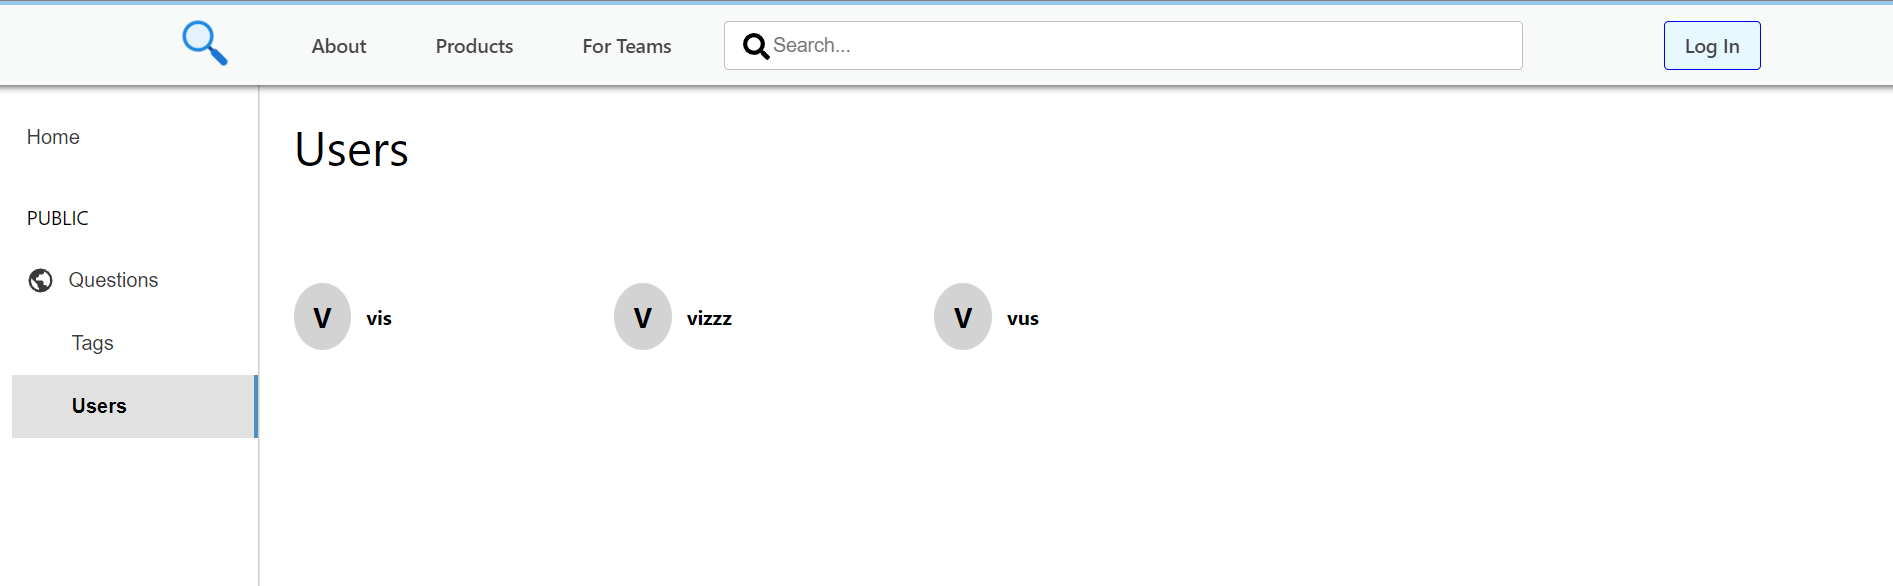 About Products For Teams Search... Log In
Home
PUBLIC
Questions
Tags
Users
Users
V vis V vizzz V vus